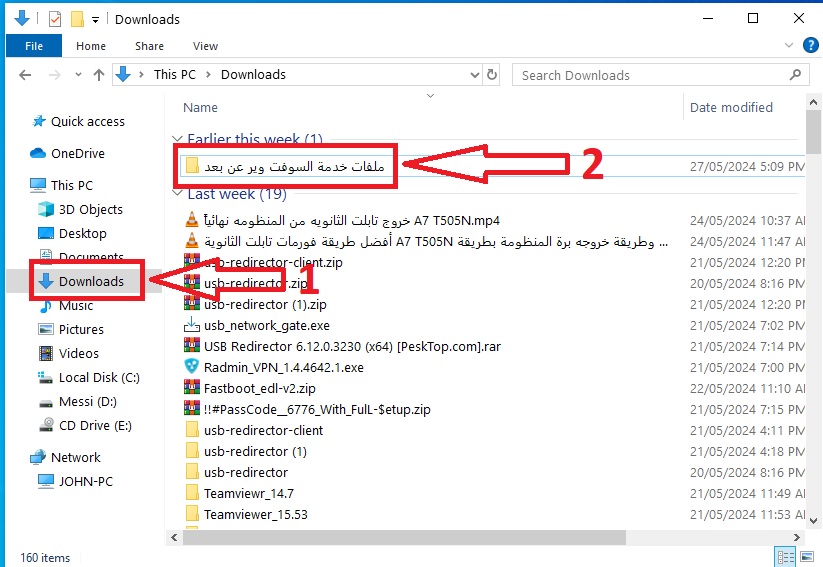 Downloads
File Home Share View
This PC Downloads
Search Downloads
Name Date modified
Quick access
OneDrive
This PC
3D Objects
Desktop
Documents
Downloads
Music
Pictures
Videos
Local Disk (C:)
Messi (D:)
CD Drive (E:)
Network
JOHN-PC
1
Earlier this week (1)
ملفات خدمة السوفت وير عن بعد 27/05/2024 5:09 PM
2
Last week (19)
خروج تابلت الثانويه من المنظومه نهائياً A7 T505N.mp4 24/05/2024 10:37 AM
أفضل طريقة فورمات تابلت الثانوية A7 T505N وطريقة خروجه برة المنظومة بطريقة ... 24/05/2024 11:47 AM
usb-redirector-client.zip 21/05/2024 12:20 PM
usb-redirector.zip 20/05/2024 8:16 PM
usb-redirector (1).zip 21/05/2024 12:20 PM
usb_network_gate.exe 21/05/2024 7:02 PM
USB Redirector 6.12.0.3230 (x64) [PeskTop.com].rar 21/05/2024 7:14 PM
Radmin_VPN_1.4.4642.1.exe 21/05/2024 7:02 PM
Fastboot_edl-v2.zip 22/05/2024 11:10 AM
!!#PassCode__6776_With_FulL-$etup.zip 21/05/2024 7:15 PM
usb-redirector-client 21/05/2024 4:11 PM
usb-redirector (1) 21/05/2024 4:18 PM
usb-redirector 20/05/2024 8:16 PM
Teamviewr_14.7 21/05/2024 11:49 AM
Teamviewer_15.53 21/05/2024 11:53 AM
160 items